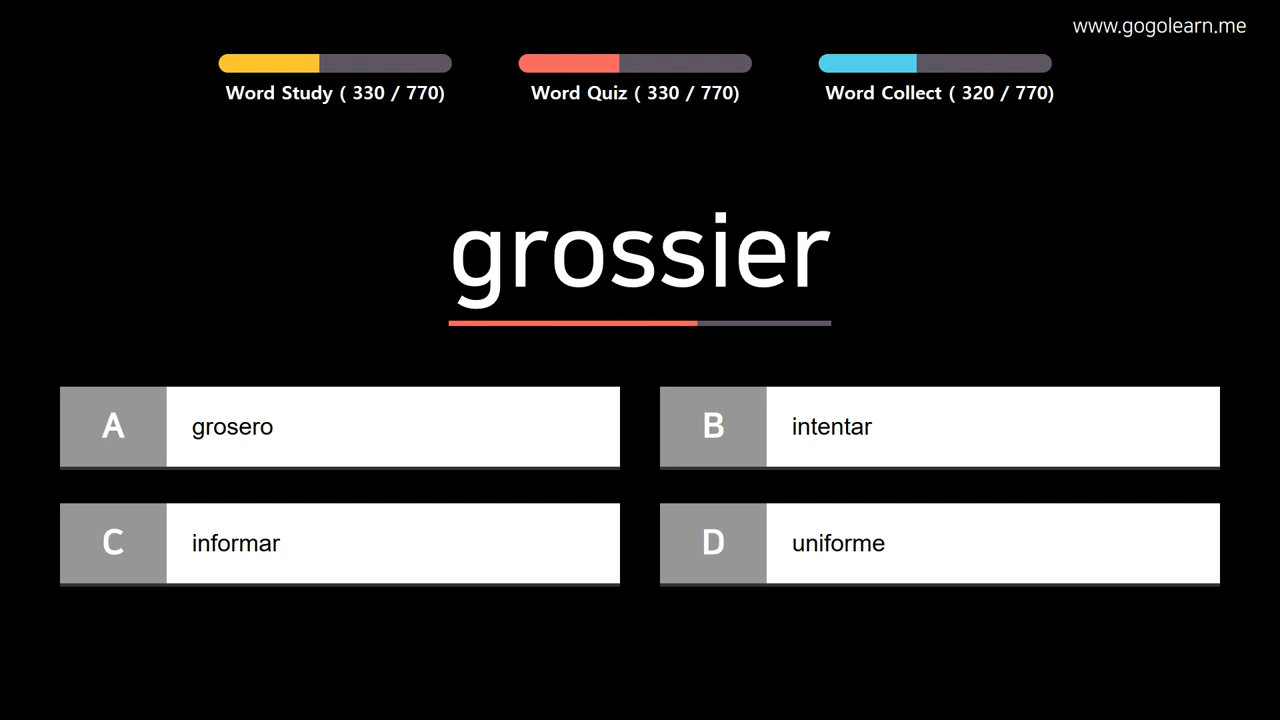 www.gogolearn.me
Word Study ( 330 / 770)
Word Quiz ( 330 / 770)
Word Collect ( 320 / 770)
grossier
A grosero
B intentar
C informar
D uniforme